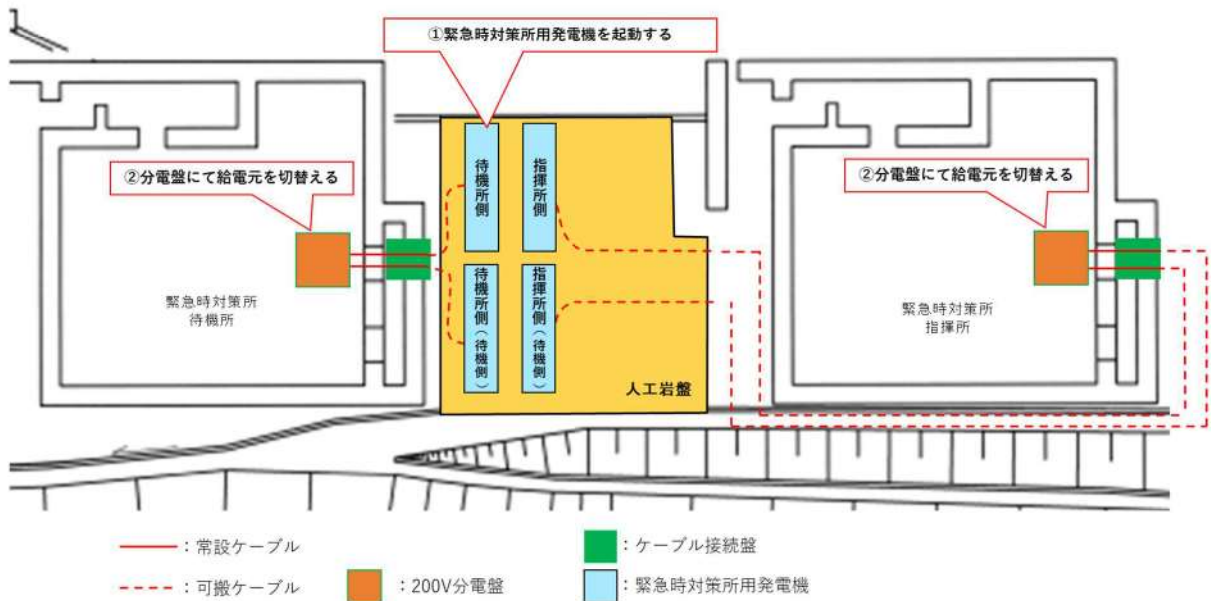 ①緊急時対策所用発電機を起動する
②分電盤にて給電元を切替える
②分電盤にて給電元を切替える
待機所側
指揮所側
待機所側(待機側)
指揮所側(待機側)
緊急時対策所
待機所
緊急時対策所
指揮所
人工岩盤
：常設ケーブル
：ケーブル接続盤
：可搬ケーブル
：200V分電盤
：緊急時対策所用発電機